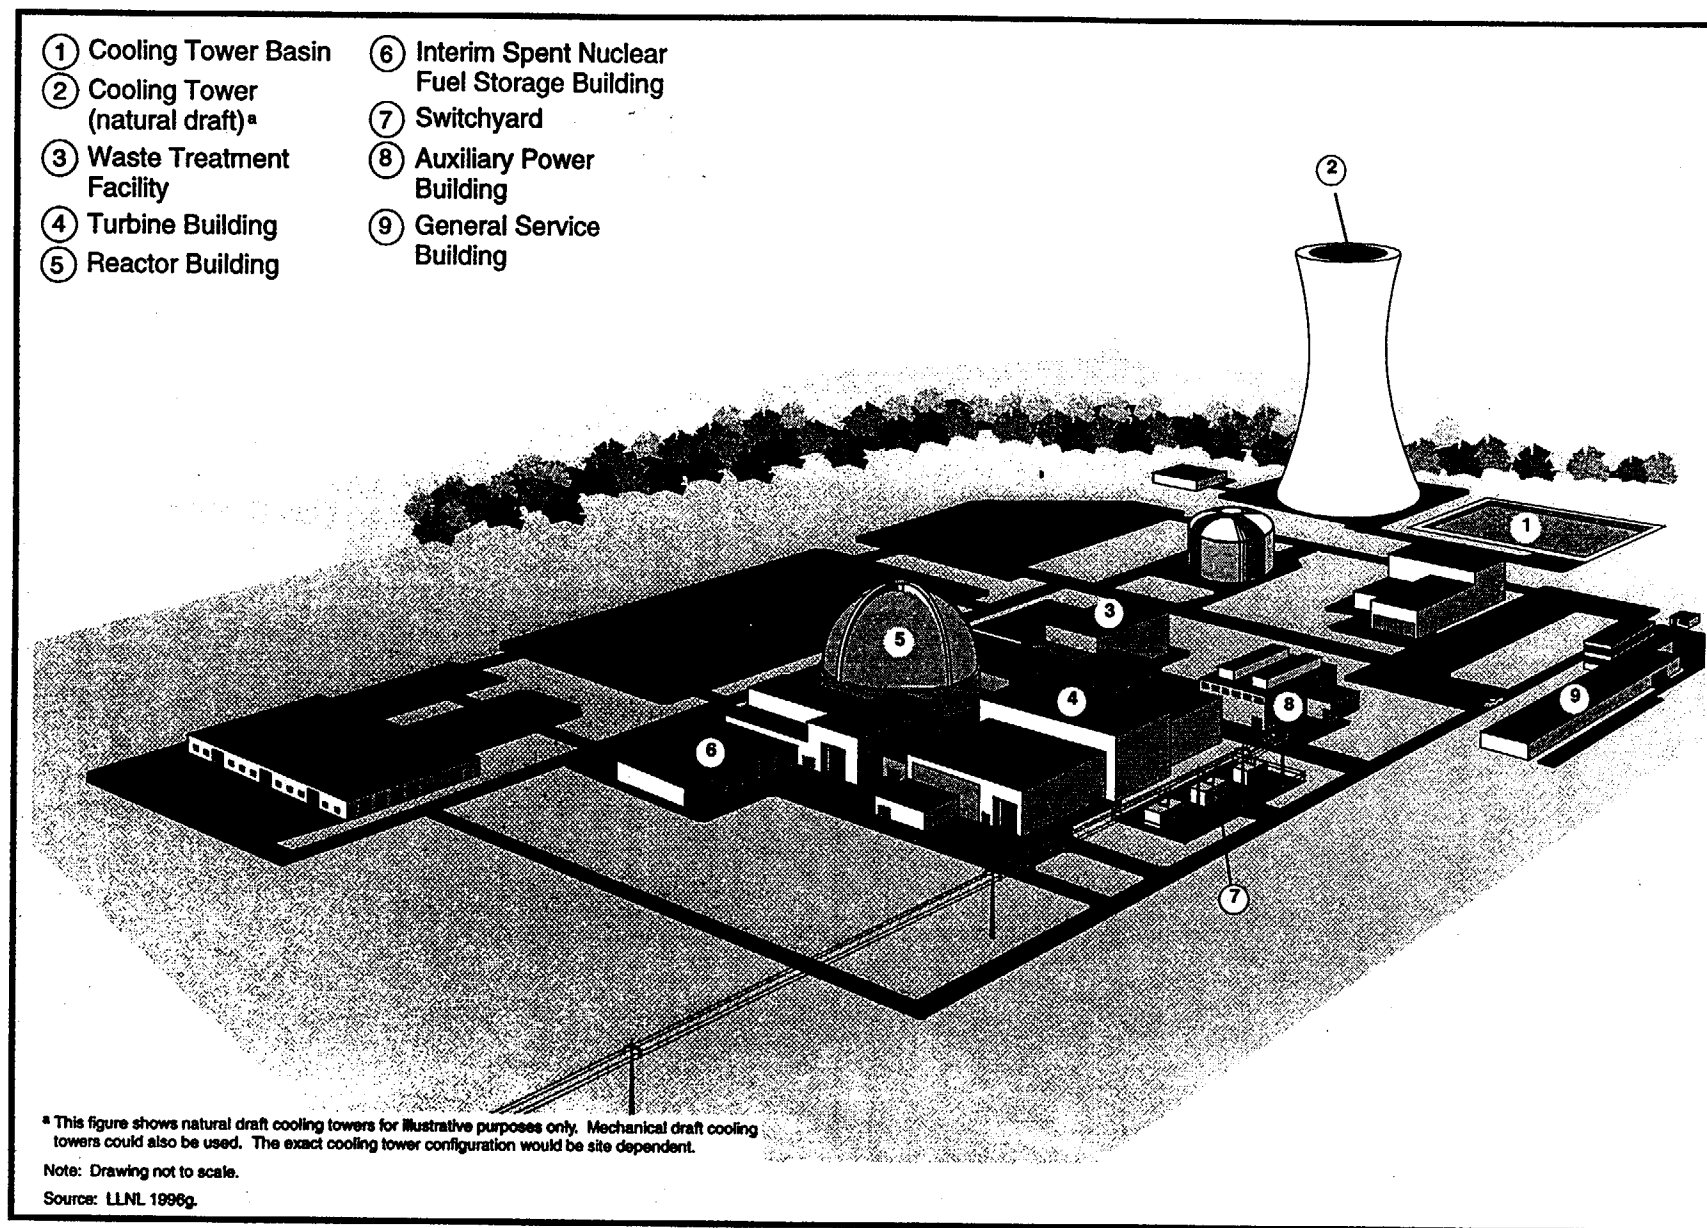 1 Cooling Tower Basin
2 Cooling Tower
(natural draft)ª
3 Waste Treatment
Facility
4 Turbine Building
5 Reactor Building
6 Interim Spent Nuclear
Fuel Storage Building
7 Switchyard
8 Auxiliary Power
Building
9 General Service
Building
2
1
3
5
4
9
8
6
7
ª This figure shows natural draft cooling towers for illustrative purposes only. Mechanical draft cooling
towers could also be used. The exact cooling tower configuration would be site dependent.
Note: Drawing not to scale.
Source: LLNL 1996g.